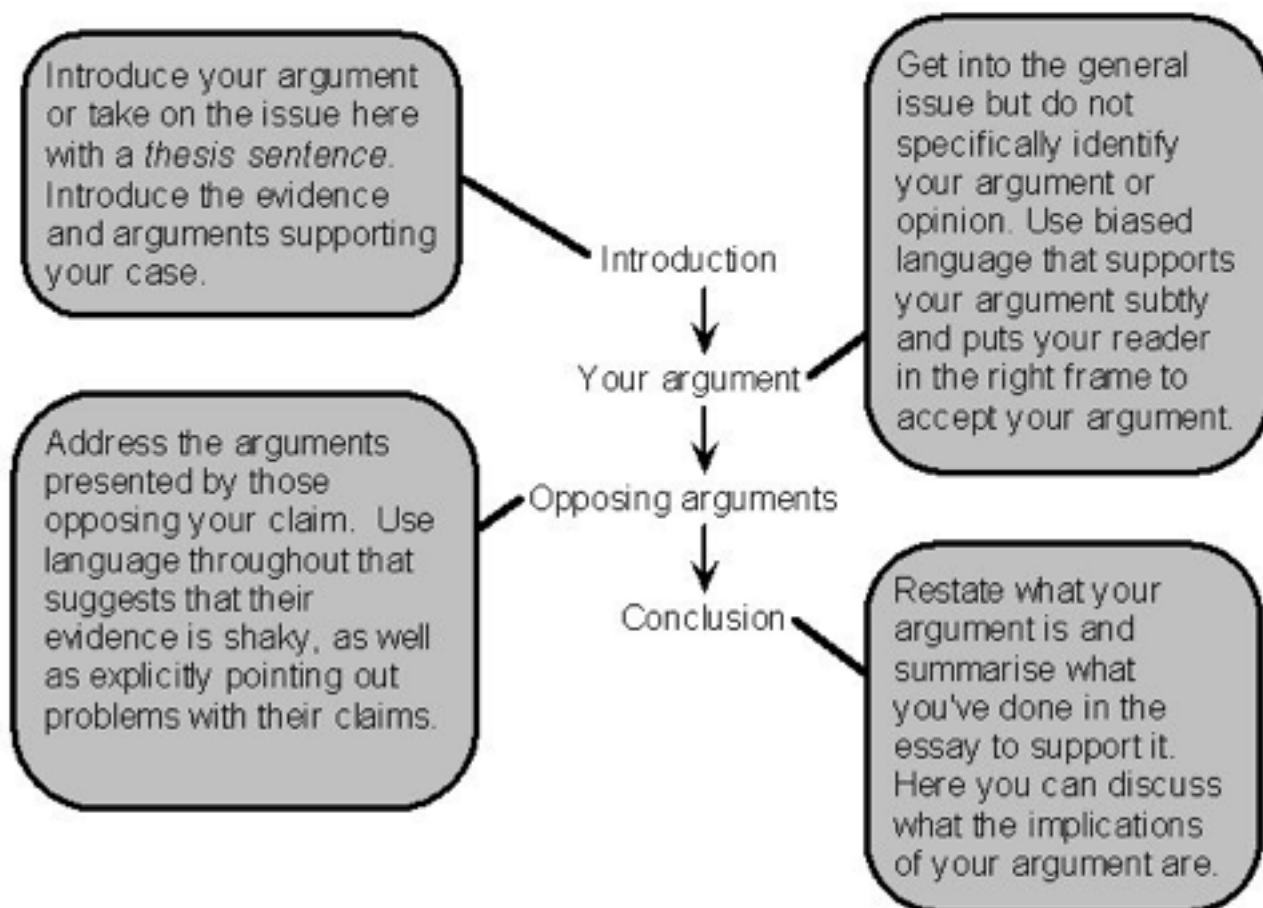 Introduce your argument
or take on the issue here
with a thesis sentence.
Introduce the evidence
and arguments supporting
your case.
Get into the general
issue but do not
specifically identify
your argument or
opinion. Use biased
language that supports
your argument subtly
and puts your reader
in the right frame to
accept your argument.
Introduction
Your argument
Opposing arguments
Conclusion
Address the arguments
presented by those
opposing your claim. Use
language throughout that
suggests that their
evidence is shaky, as well
as explicitly pointing out
problems with their claims.
Restate what your
argument is and
summarise what
you've done in the
essay to support it.
Here you can discuss
what the implications
of your argument are.